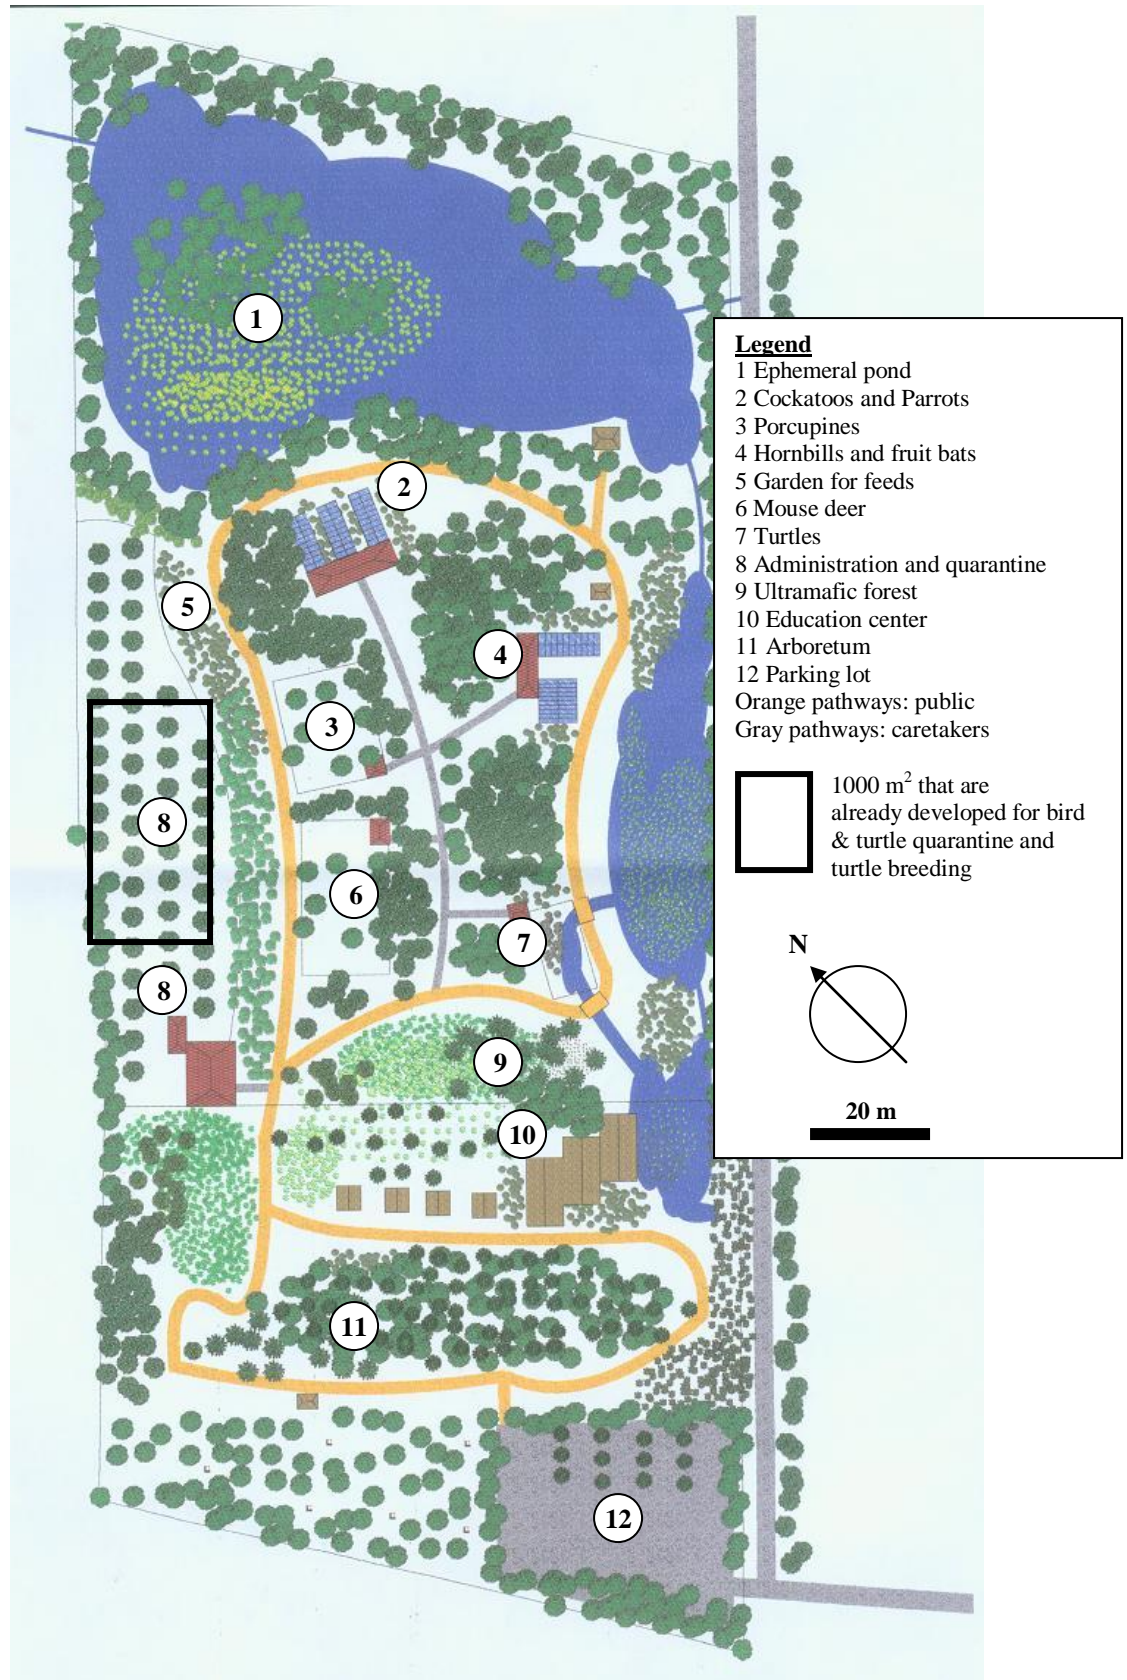 1
2
5
4
3
8
6
7
8
9
10
11
12
Legend
1 Ephemeral pond
2 Cockatoos and Parrots
3 Porcupines
4 Hornbills and fruit bats
5 Garden for feeds
6 Mouse deer
7 Turtles
8 Administration and quarantine
9 Ultramafic forest
10 Education center
11 Arboretum
12 Parking lot
Orange pathways: public
Gray pathways: caretakers
1000 m² that are
already developed for bird
& turtle quarantine and
turtle breeding
N
20 m